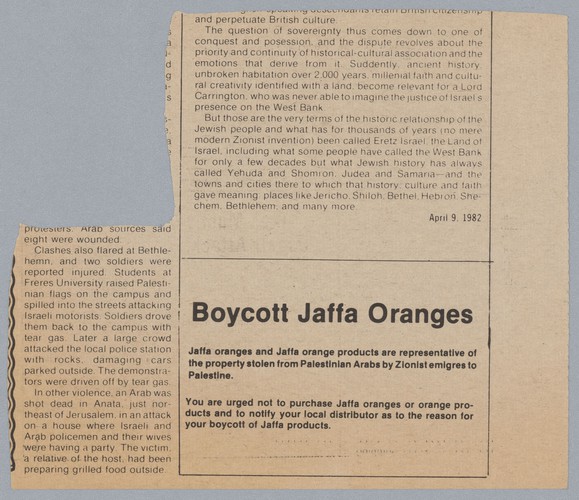 and perpetuate British culture.
The question of sovereignty thus comes down to one of
conquest and posession, and the dispute revolves about the
priority and continuity of historical-cultural association and the
emotions that derive from it. Suddenly, ancient history,
unbroken habitation over 2,000 years, millenial faith and cultu-
ral creativity identified with a land, become relevant for a Lord
Carrington, who was never able to imagine the justice of Israel's
presence on the West Bank.
But those are the very terms of the historic relationship of the
Jewish people and what has for thousands of years (no mere
modern Zionist invention) been called Eretz Israel, the Land of
Israel, including what some people have called the West Bank
for only a few decades but what Jewish history has always
called Yehuda and Shomron, Judea and Samaria—and the
towns and cities there to which that history, culture and faith
gave meaning: places like Jericho, Shiloh, Bethel, Hebron, She-
chem, Bethlehem, and many more.
April 9, 1982
protesters. Arab sources said
eight were wounded.
Clashes also flared at Bethle-
hemn, and two soldiers were
reported injured. Students at
Freres University raised Palesti-
nian flags on the campus and
spilled into the streets attacking
Israeli motorists. Soldiers drove
them back to the campus with
tear gas. Later a large crowd
attacked the local police station
with rocks, damaging cars
parked outside. The demonstra-
tors were driven off by tear gas.
In other violence, an Arab was
shot dead in Anata, just nor-
theast of Jerusalem, in an attack
on a house where Israeli and
Arab policemen and their wives
were having a party. The victim,
a relative of the host, had been
preparing grilled food outside.
Boycott Jaffa Oranges
Jaffa oranges and Jaffa orange products are representative of
the property stolen from Palestinian Arabs by Zionist emigres to
Palestine.
You are urged not to purchase Jaffa oranges or orange pro-
ducts and to notify your local distributor as to the reason for
your boycott of Jaffa products.